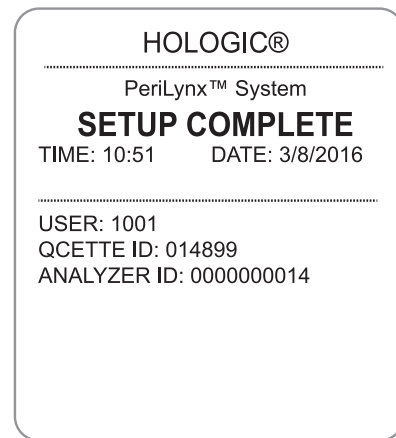 HOLOGIC®
PeriLynx™ System
SETUP COMPLETE
TIME: 10:51 DATE: 3/8/2016
USER: 1001
QCETTE ID: 014899
ANALYZER ID: 0000000014